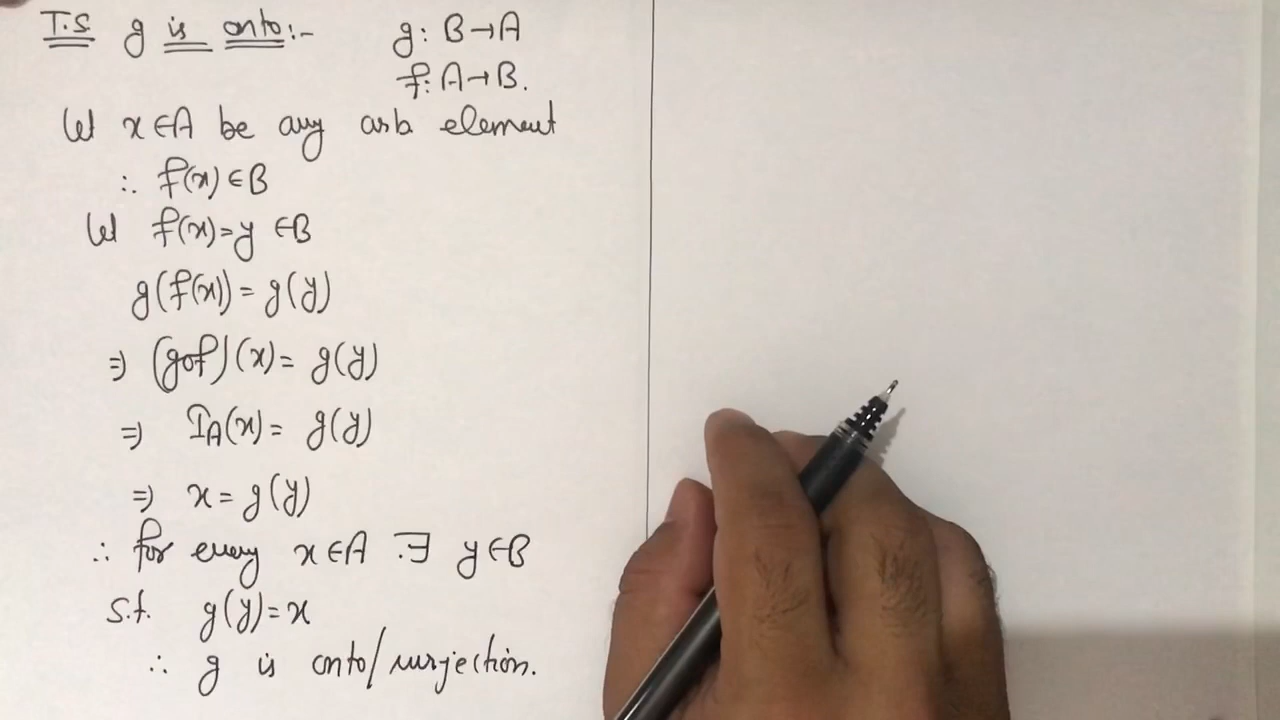 T.S. g is onto:- g: B→A
f: A→B.
Let x∈A be any arb element
∴ f(x)∈B
Let f(x)=y ∈B
g(f(x))=g(y)
⇒ (gof)(x)= g(y)
⇒ I_A(x)= g(y)
⇒ x=g(y)
∴ for every x∈A ∃ y∈B
s.t. g(y)=x
∴ g is onto/surjection.